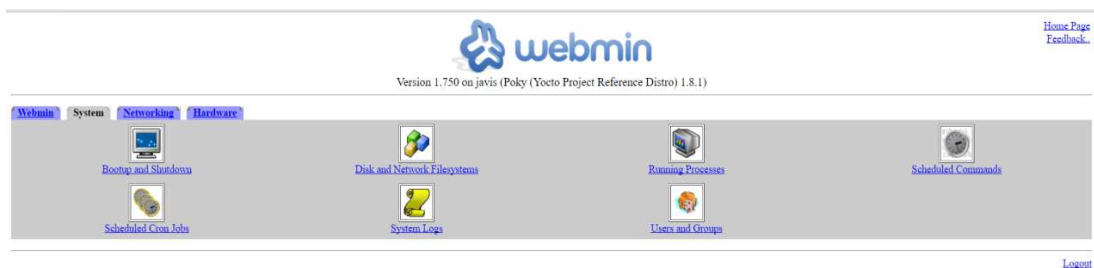 Home Page
Feedback..
webmin
Version 1.750 on javis (Poky (Yocto Project Reference Distro) 1.8.1)
Webmin System Networking Hardware
Bootup and Shutdown Disk and Network Filesystems Running Processes Scheduled Commands
Scheduled Cron Jobs System Logs Users and Groups
Logout